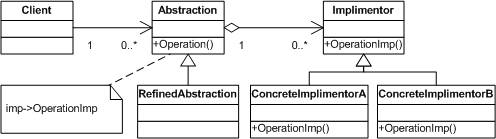 Client
Abstraction
Implimentor
+Operation()
+OperationImp()
1
0..*
1
0..*
imp->OperationImp
RefinedAbstraction
ConcreteImplimentorA
ConcreteImplimentorB
+OperationImp()
+OperationImp()